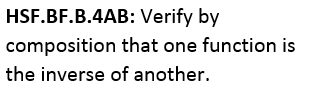 HSF.BF.B.4AB: Verify by
composition that one function is
the inverse of another.